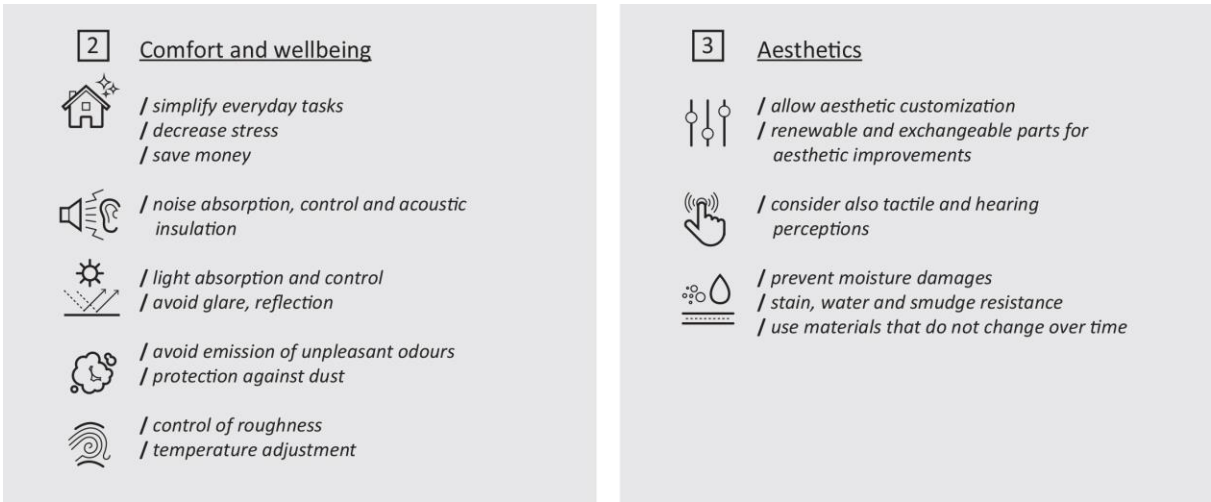 2 Comfort and wellbeing
/ simplify everyday tasks
/ decrease stress
/ save money
/ noise absorption, control and acoustic
insulation
/ light absorption and control
/ avoid glare, reflection
/ avoid emission of unpleasant odours
/ protection against dust
/ control of roughness
/ temperature adjustment
3 Aesthetics
/ allow aesthetic customization
/ renewable and exchangeable parts for
aesthetic improvements
/ consider also tactile and hearing
perceptions
/ prevent moisture damages
/ stain, water and smudge resistance
/ use materials that do not change over time